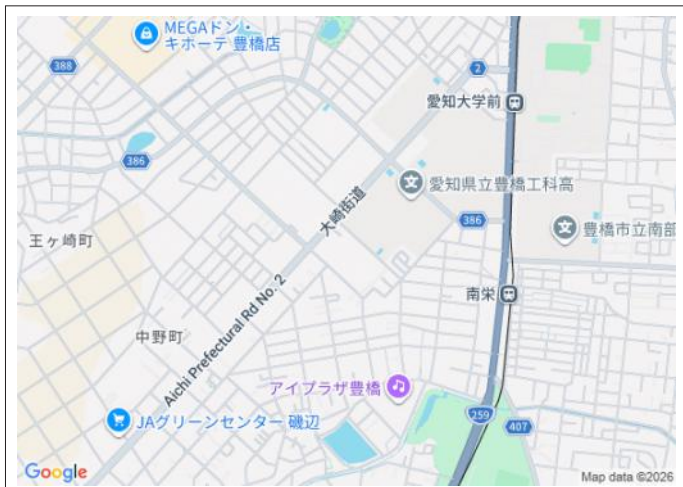 MEGAドン・
キホーテ 豊橋店
388
2
愛知大学前
386
愛知県立豊橋工科高
大崎街道
386
豊橋市立南部
王ヶ崎町
南栄
Aichi Prefectural Rd No. 2
中野町
アイプラザ豊橋
JAグリーンセンター 磯辺
259
407
Google
Map data ©2026